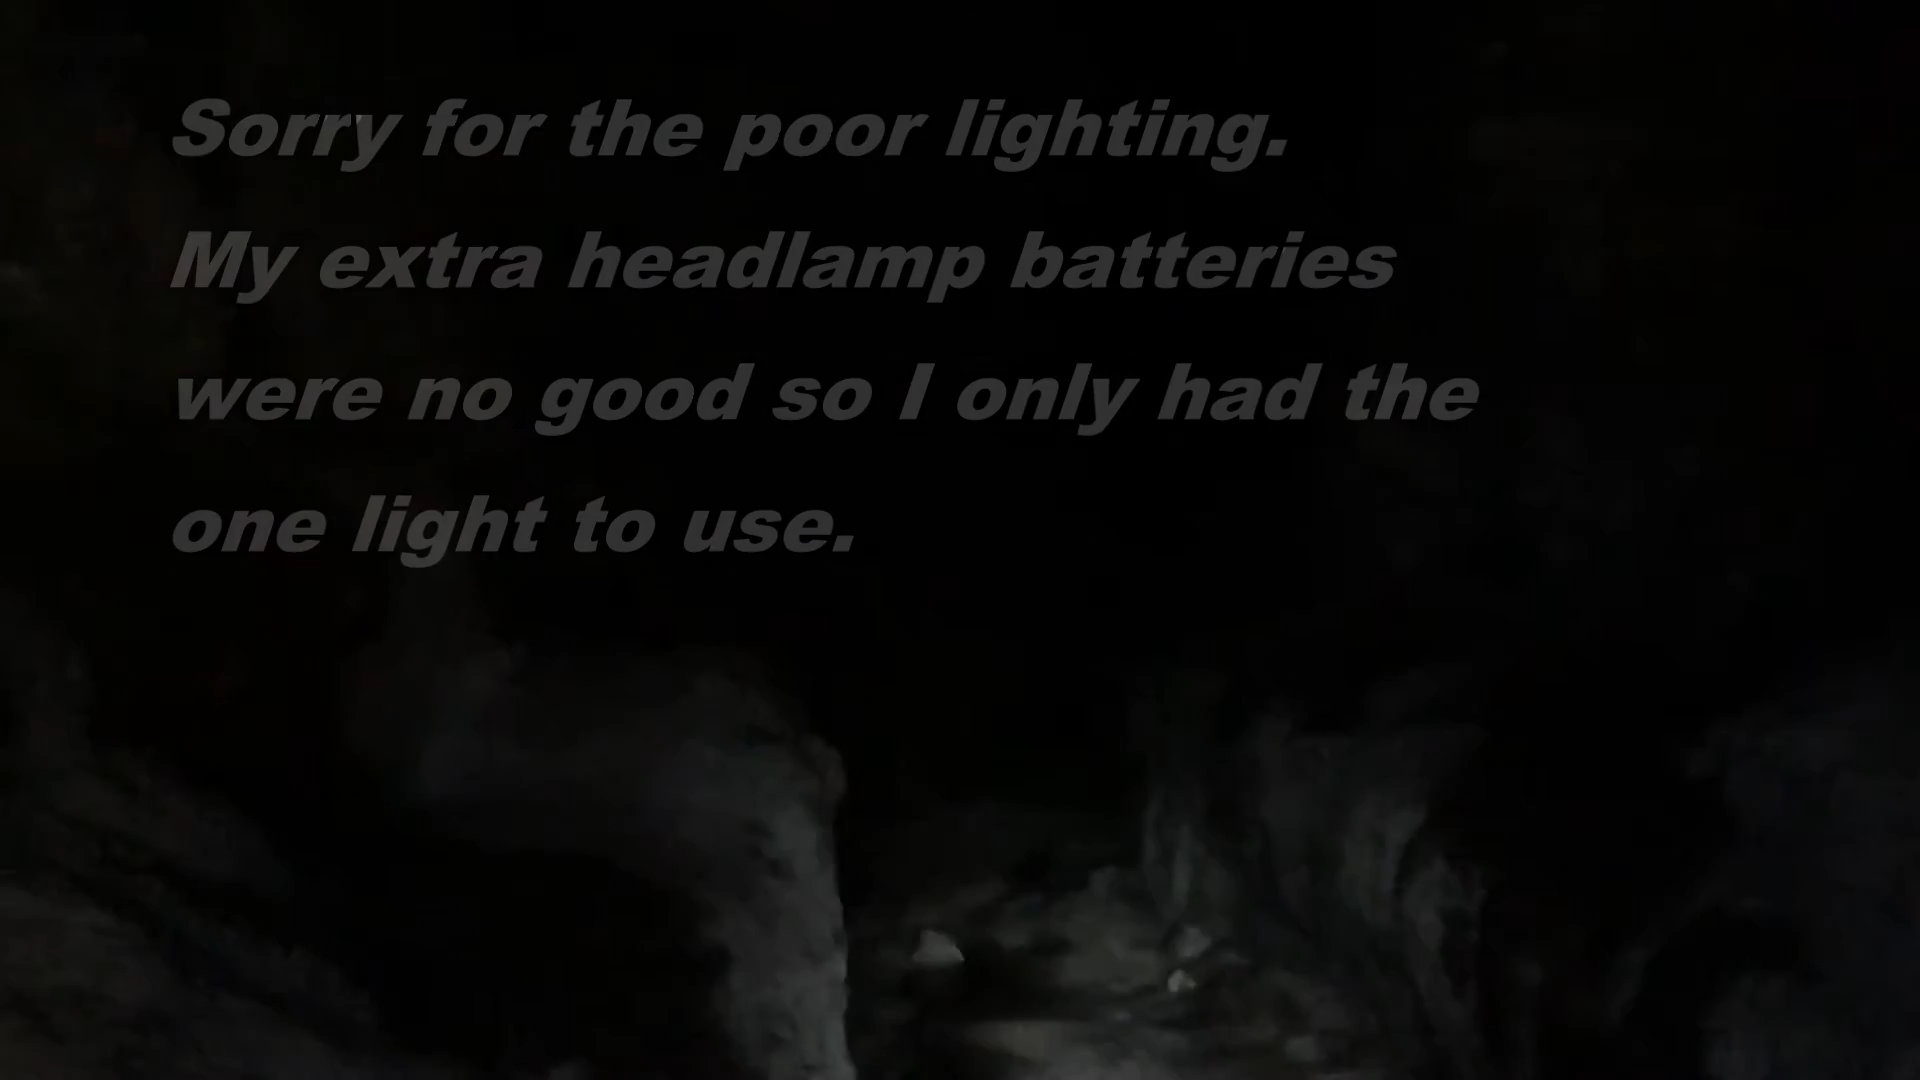 Sorry for the poor lighting.
My extra headlamp batteries
were no good so I only had the
one light to use.